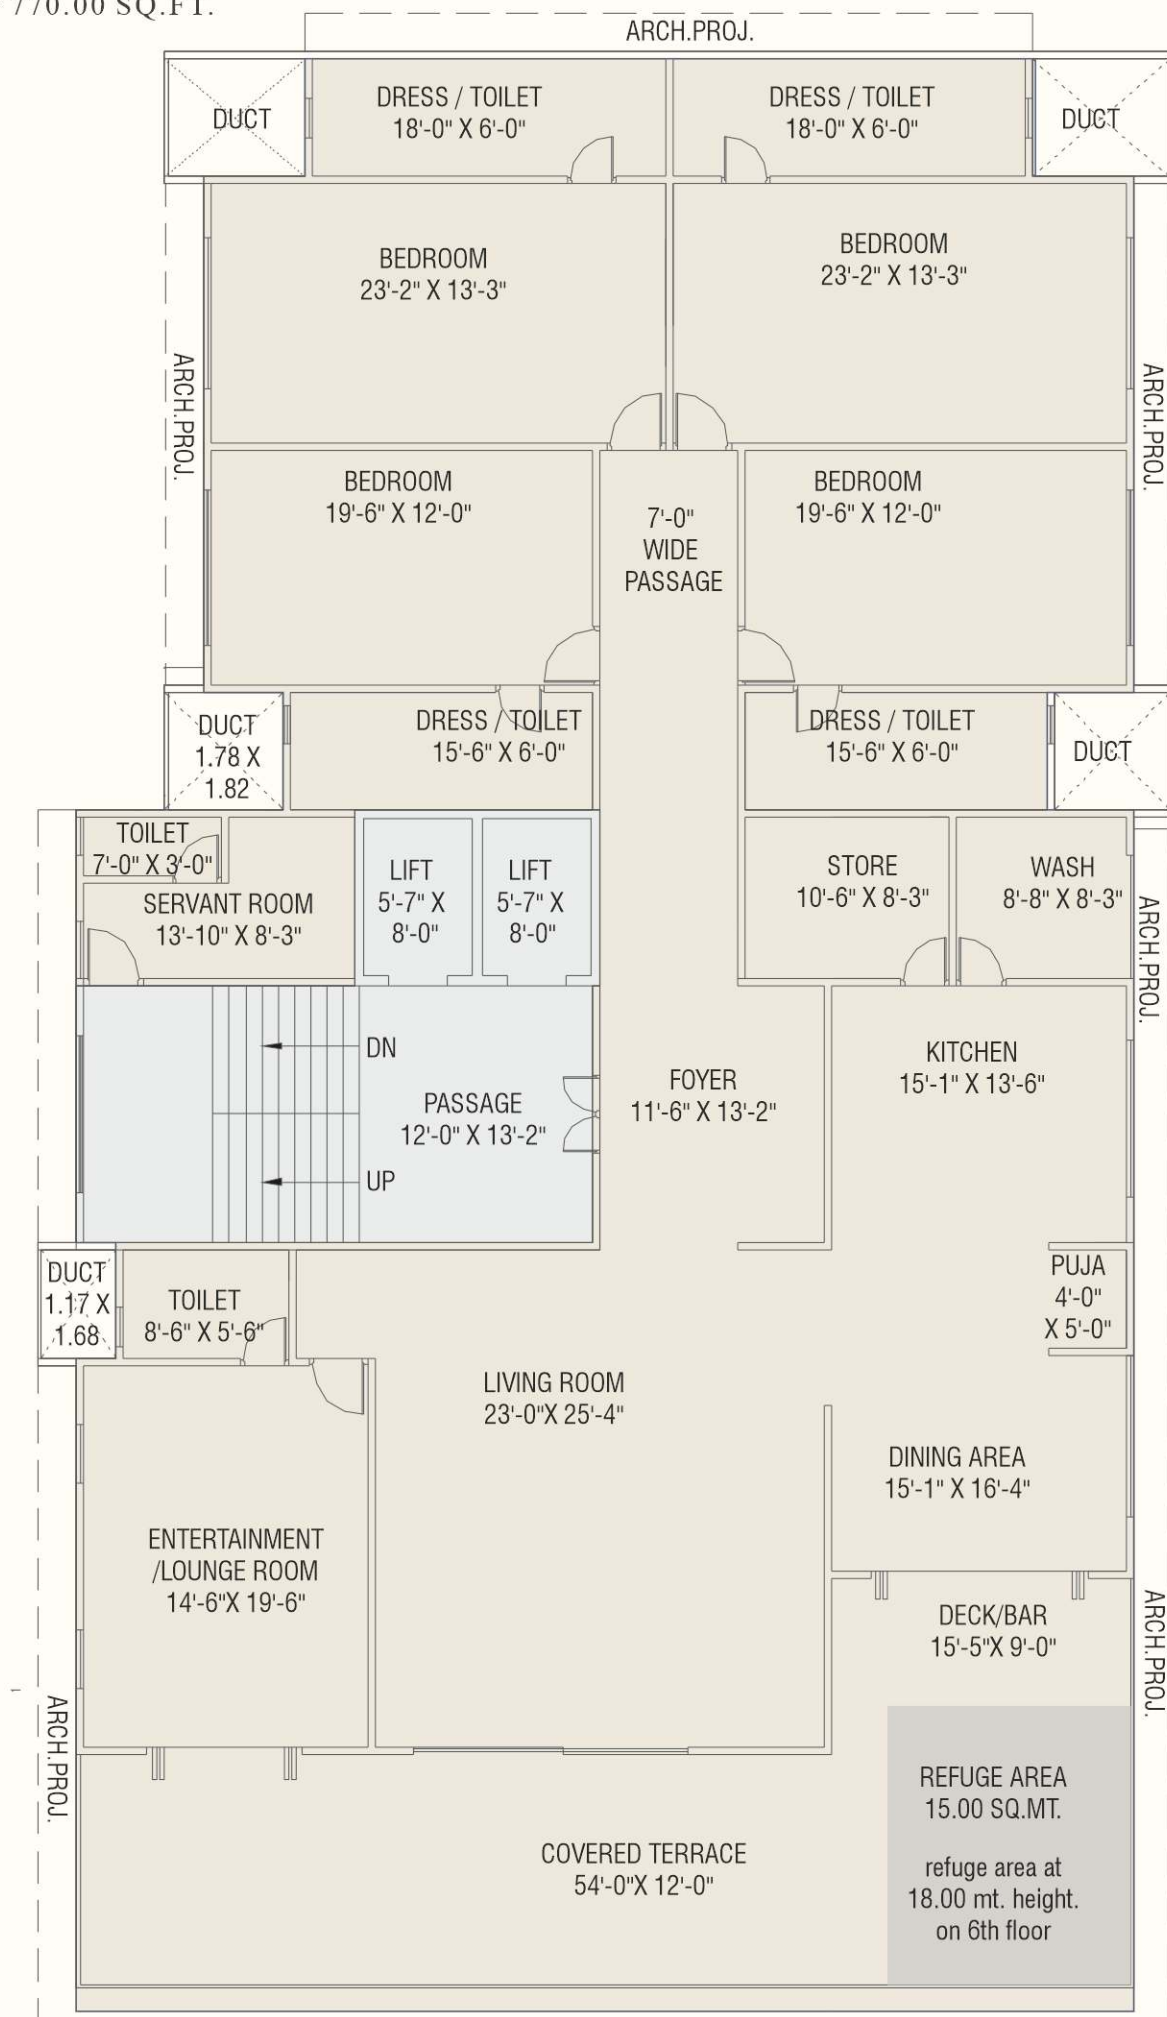 770.00 SQ.FT.
ARCH.PROJ.
DUCT
DRESS / TOILET
18'-0" X 6'-0"
DRESS / TOILET
18'-0" X 6'-0"
DUCT
BEDROOM
23'-2" X 13'-3"
BEDROOM
23'-2" X 13'-3"
ARCH.PROJ.
ARCH.PROJ.
BEDROOM
19'-6" X 12'-0"
7'-0"
WIDE
PASSAGE
BEDROOM
19'-6" X 12'-0"
DUCT
1.78 X
1.82
DRESS / TOILET
15'-6" X 6'-0"
DRESS / TOILET
15'-6" X 6'-0"
DUCT
TOILET
7'-0" X 3'-0"
SERVANT ROOM
13'-10" X 8'-3"
LIFT
5'-7" X
8'-0"
LIFT
5'-7" X
8'-0"
STORE
10'-6" X 8'-3"
WASH
8'-8" X 8'-3"
ARCH.PROJ.
DN
PASSAGE
12'-0" X 13'-2"
UP
FOYER
11'-6" X 13'-2"
KITCHEN
15'-1" X 13'-6"
DUCT
1.17 X
1.68
TOILET
8'-6" X 5'-6"
PUJA
4'-0"
X 5'-0"
LIVING ROOM
23'-0"X 25'-4"
DINING AREA
15'-1" X 16'-4"
ENTERTAINMENT
/LOUNGE ROOM
14'-6"X 19'-6"
DECK/BAR
15'-5"X 9'-0"
ARCH.PROJ.
ARCH.PROJ.
REFUGE AREA
15.00 SQ.MT.
refuge area at
18.00 mt. height.
on 6th floor
COVERED TERRACE
54'-0"X 12'-0"